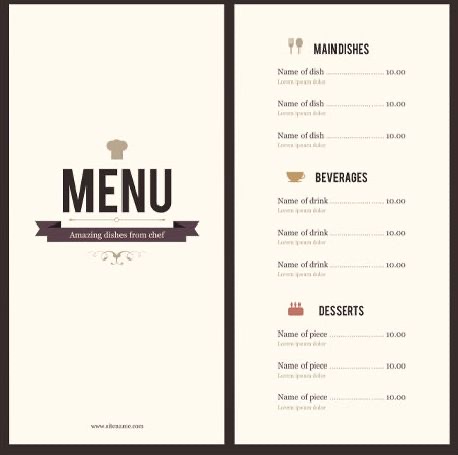 MENU
Amazing dishes from chef
www.sitename.com
MAIN DISHES
Name of dish ........................ 10.00
Lorem ipsum dolor
Name of dish ........................ 10.00
Lorem ipsum dolor
Name of dish ........................ 10.00
Lorem ipsum dolor
BEVERAGES
Name of drink ........................ 10.00
Lorem ipsum dolor
Name of drink ........................ 10.00
Lorem ipsum dolor
Name of drink ........................ 10.00
Lorem ipsum dolor
DESSERTS
Name of piece ........................ 10.00
Lorem ipsum dolor
Name of piece ........................ 10.00
Lorem ipsum dolor
Name of piece ........................ 10.00
Lorem ipsum dolor